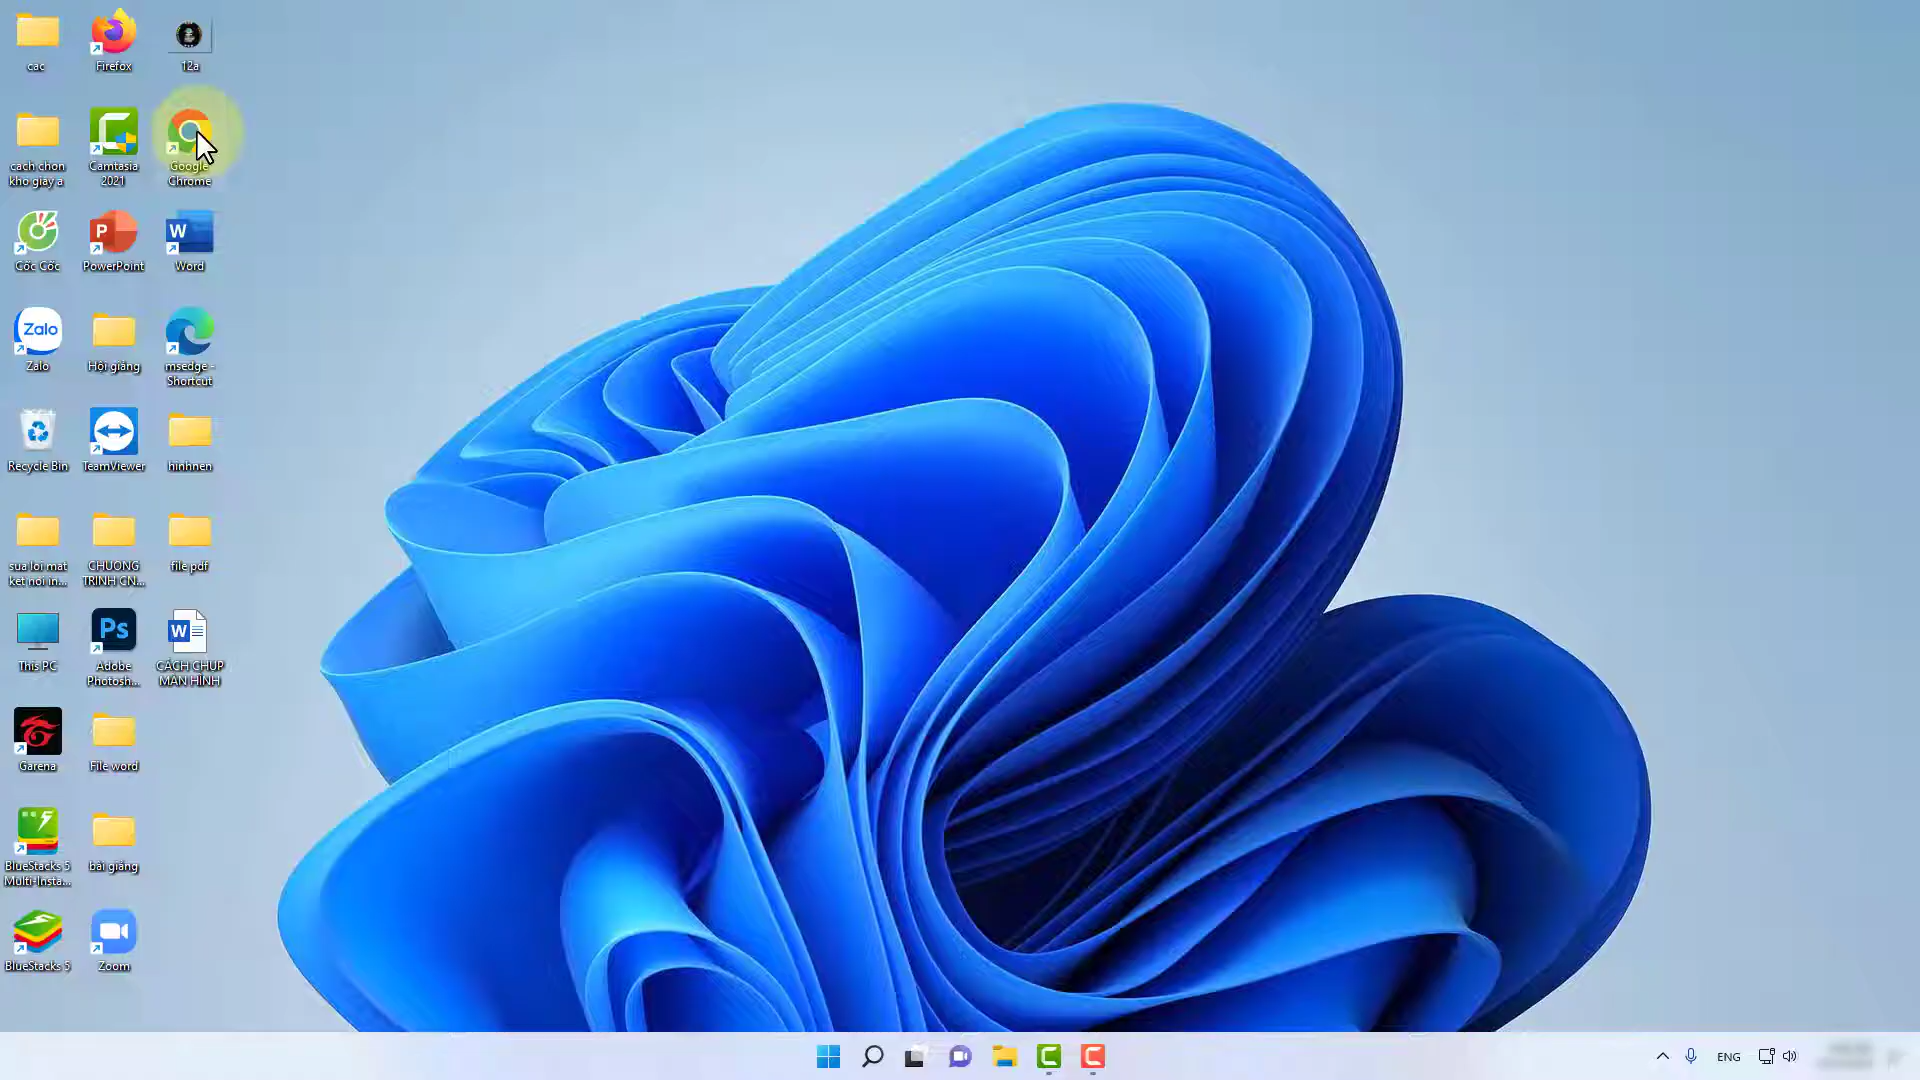 cac
Firefox
12a
cach chon
kho giay a
Camtasia
2021
Google
Chrome
Cốc Cốc
PowerPoint
Word
Zalo
Zalo
Hội giảng
msedge -
Shortcut
Recycle Bin
TeamViewer
hinhnen
sua loi mat
ket noi in...
CHUONG
TRINH CN...
file pdf
This PC
Ps
Adobe
Photosh...
CÁCH CHỤP
MÀN HÌNH
Garena
File word
BlueStacks 5
Multi-Insta...
bài giảng
BlueStacks 5
Zoom
ENG